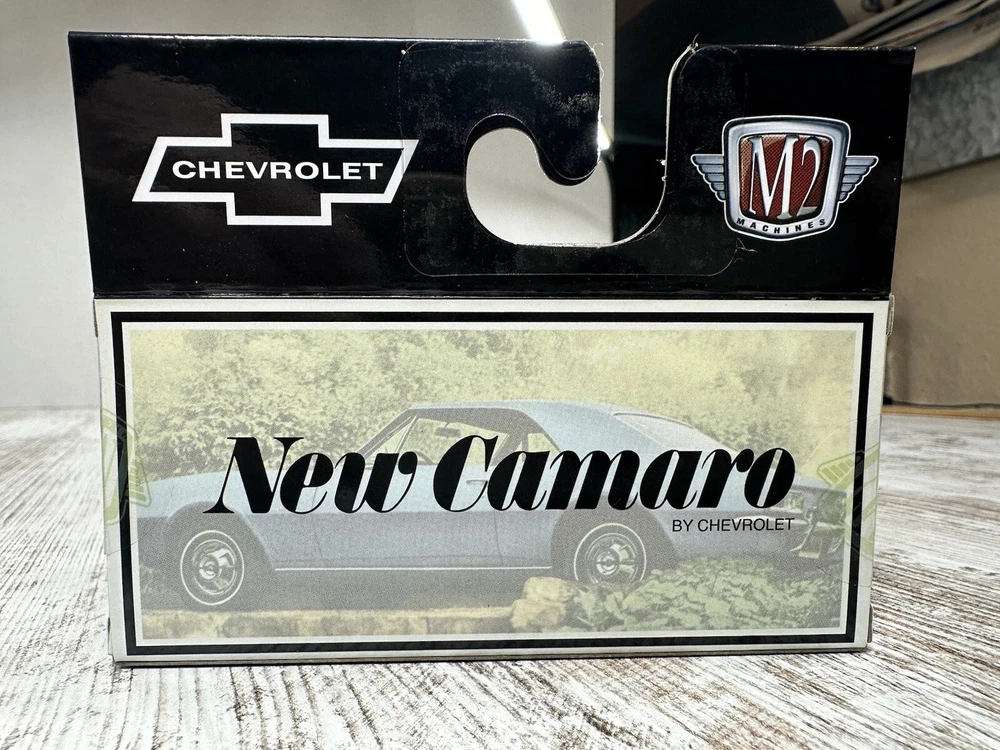 CHEVROLET
M2
MACHINES
New Camaro
BY CHEVROLET